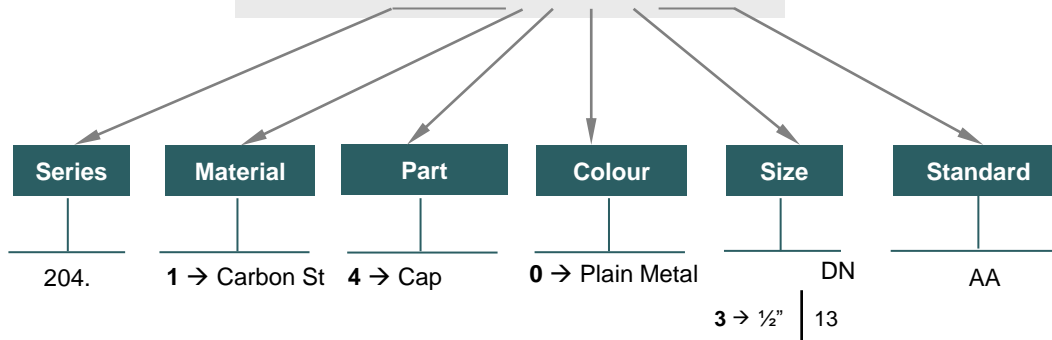 Series Material Part Colour Size Standard
204. 1 → Carbon St 4 → Cap 0 → Plain Metal DN AA
3 → ½” 13